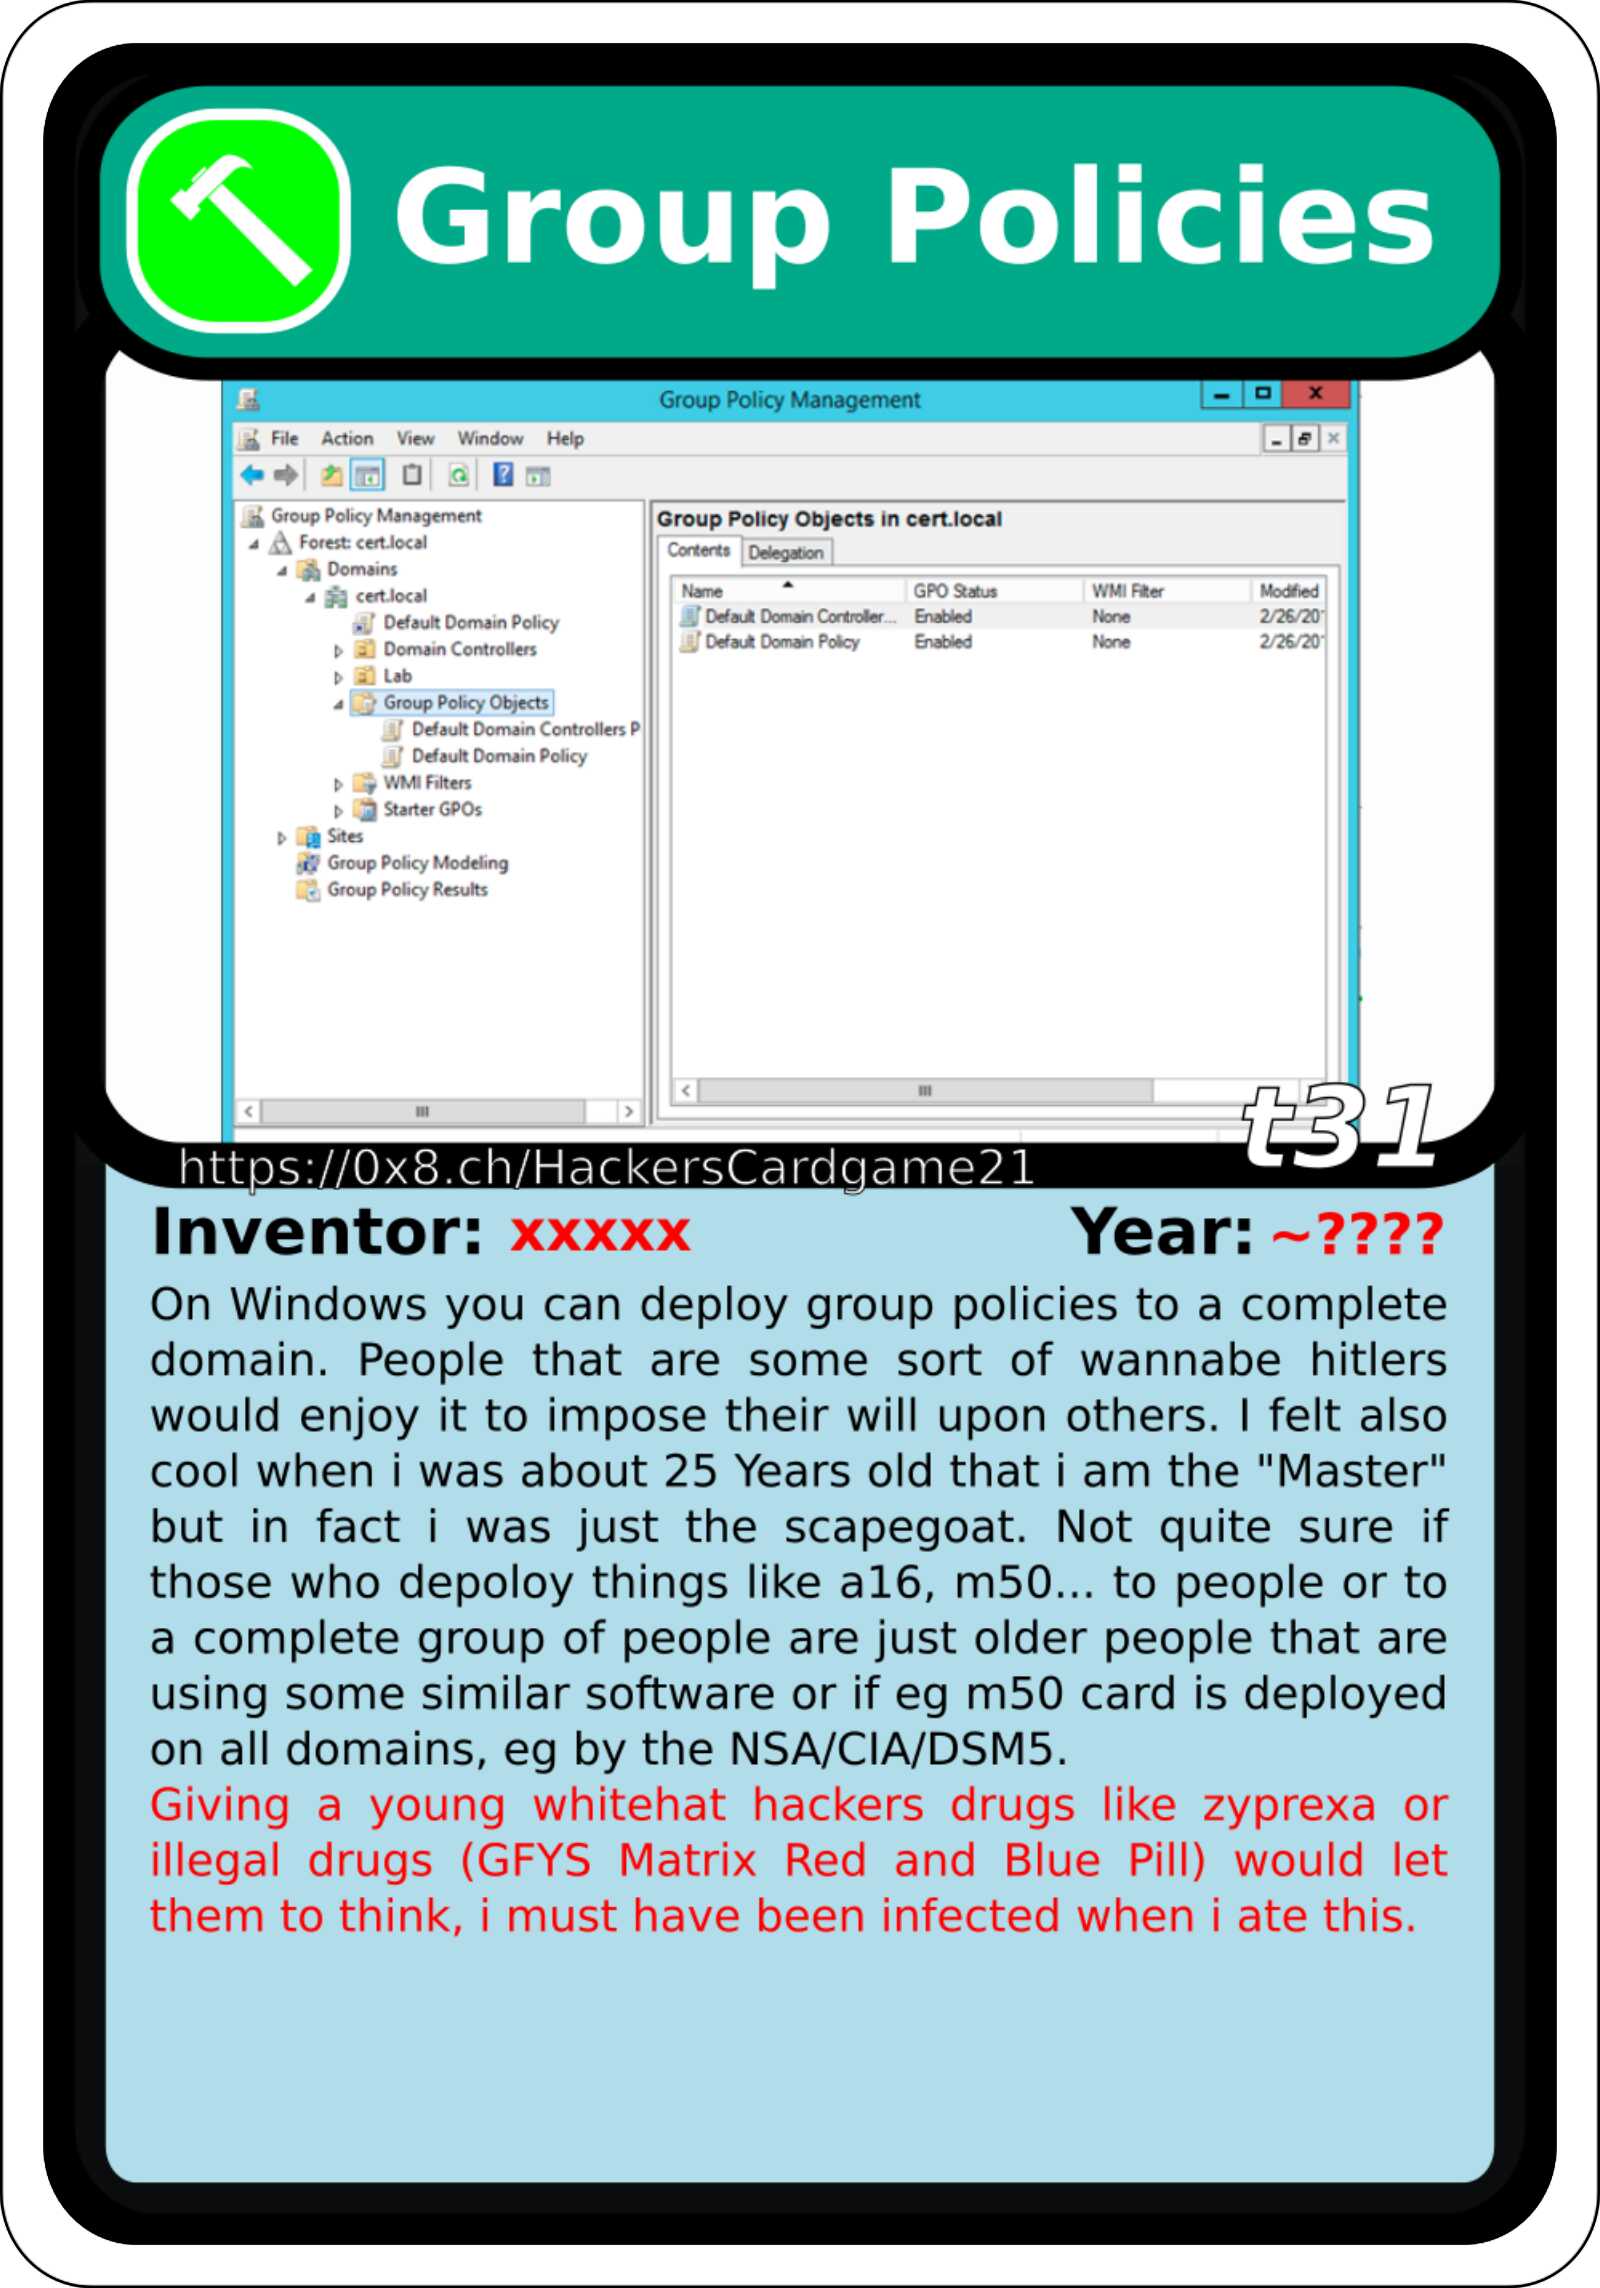 Group Policies
Group Policy Management
File Action View Window Help
Group Policy Management
Forest: cert.local
Domains
cert.local
Default Domain Policy
Domain Controllers
Lab
Group Policy Objects
Default Domain Controllers P
Default Domain Policy
WMI Filters
Starter GPOs
Sites
Group Policy Modeling
Group Policy Results
Group Policy Objects in cert.local
Contents Delegation
Name GPO Status WMI Filter Modified
Default Domain Controller... Enabled None 2/26/20
Default Domain Policy Enabled None 2/26/20
t31
https://0x8.ch/HackersCardgame21
Inventor: xxxxx Year: ~????
On Windows you can deploy group policies to a complete
domain. People that are some sort of wannabe hitlers
would enjoy it to impose their will upon others. I felt also
cool when i was about 25 Years old that i am the "Master"
but in fact i was just the scapegoat. Not quite sure if
those who depoloy things like a16, m50... to people or to
a complete group of people are just older people that are
using some similar software or if eg m50 card is deployed
on all domains, eg by the NSA/CIA/DSM5.
Giving a young whitehat hackers drugs like zyprexa or
illegal drugs (GFYS Matrix Red and Blue Pill) would let
them to think, i must have been infected when i ate this.